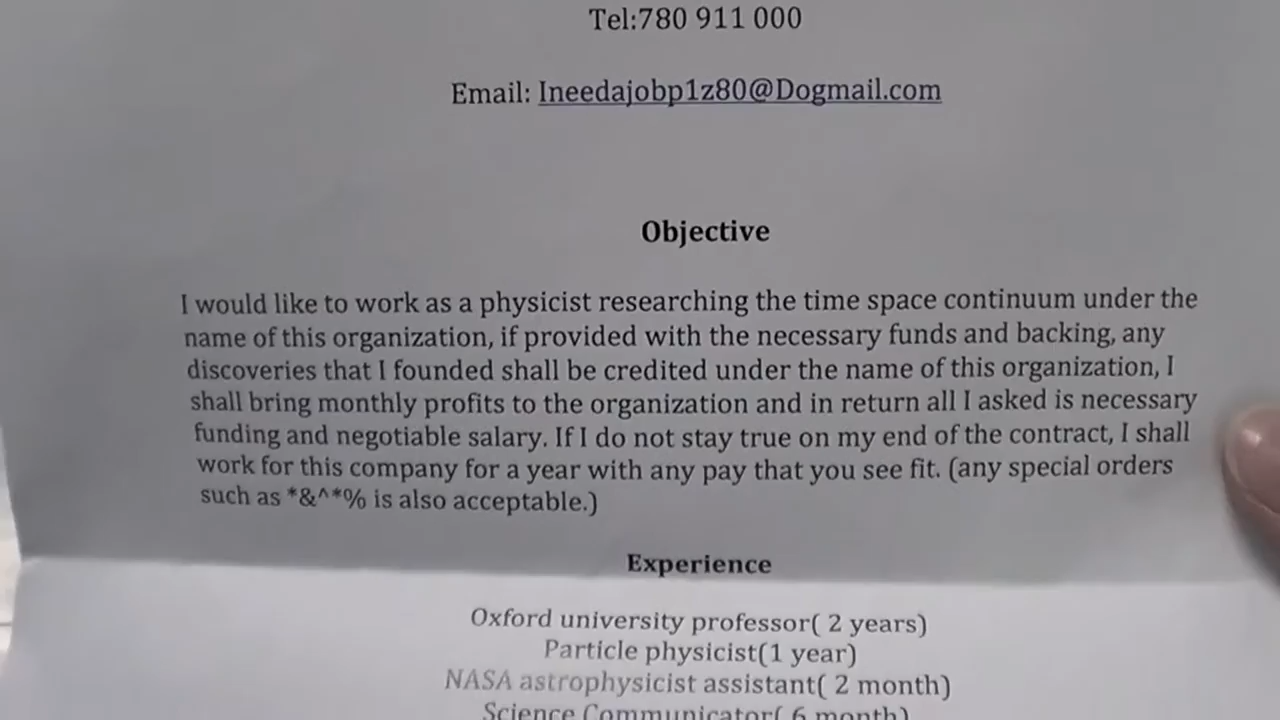 Tel:780 911 000
Email: Ineedajobp1z80@Dogmail.com
Objective
I would like to work as a physicist researching the time space continuum under the
name of this organization, if provided with the necessary funds and backing, any
discoveries that I founded shall be credited under the name of this organization, I
shall bring monthly profits to the organization and in return all I asked is necessary
funding and negotiable salary. If I do not stay true on my end of the contract, I shall
work for this company for a year with any pay that you see fit. (any special orders
such as *&^*% is also acceptable.)
Experience
Oxford university professor( 2 years)
Particle physicist(1 year)
NASA astrophysicist assistant( 2 month)
Science Communicator( 6 month)